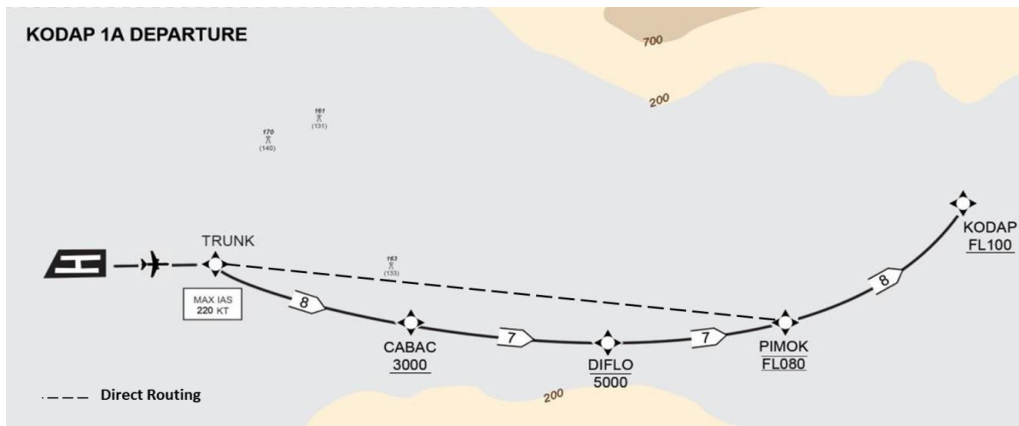 KODAP 1A DEPARTURE
700
200
161
(131)
170
(140)
TRUNK
163
(133)
KODAP
FL100
MAX IAS
220 KT
8
8
CABAC
3000
7
DIFLO
5000
7
PIMOK
FL080
200
Direct Routing